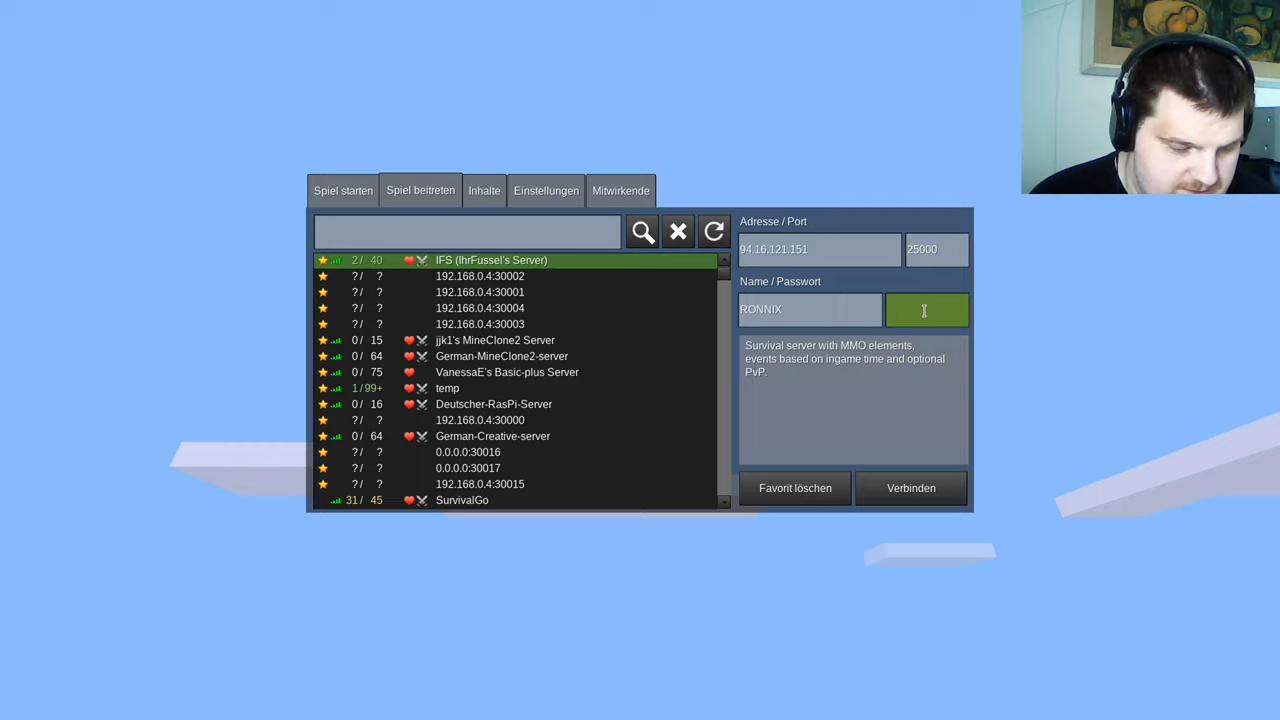 Spiel starten Spiel beitreten Inhalte Einstellungen Mitwirkende
Adresse / Port
94.16.121.151 25000
Name / Passwort
RONNIX
Survival server with MMO elements,
events based on ingame time and optional
PvP.
Favorit löschen Verbinden
2 / 40 IFS (IhrFussel's Server)
? / ? 192.168.0.4:30002
? / ? 192.168.0.4:30001
? / ? 192.168.0.4:30004
? / ? 192.168.0.4:30003
0 / 15 jjk1's MineClone2 Server
0 / 64 German-MineClone2-server
0 / 75 VanessaE's Basic-plus Server
1 / 99+ temp
0 / 16 Deutscher-RasPi-Server
? / ? 192.168.0.4:30000
0 / 64 German-Creative-server
? / ? 0.0.0.0:30016
? / ? 0.0.0.0:30017
? / ? 192.168.0.4:30015
31 / 45 SurvivalGo